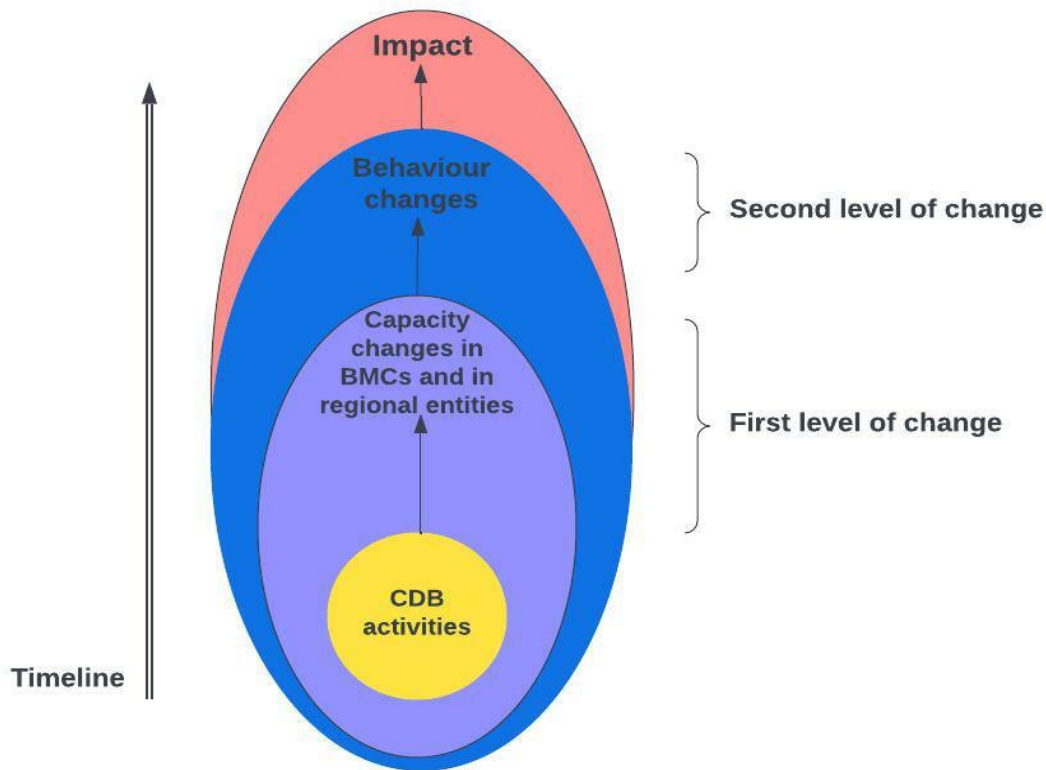 Impact
Behaviour
changes
Second level of change
Capacity
changes in
BMCs and in
regional entities
First level of change
CDB
activities
Timeline